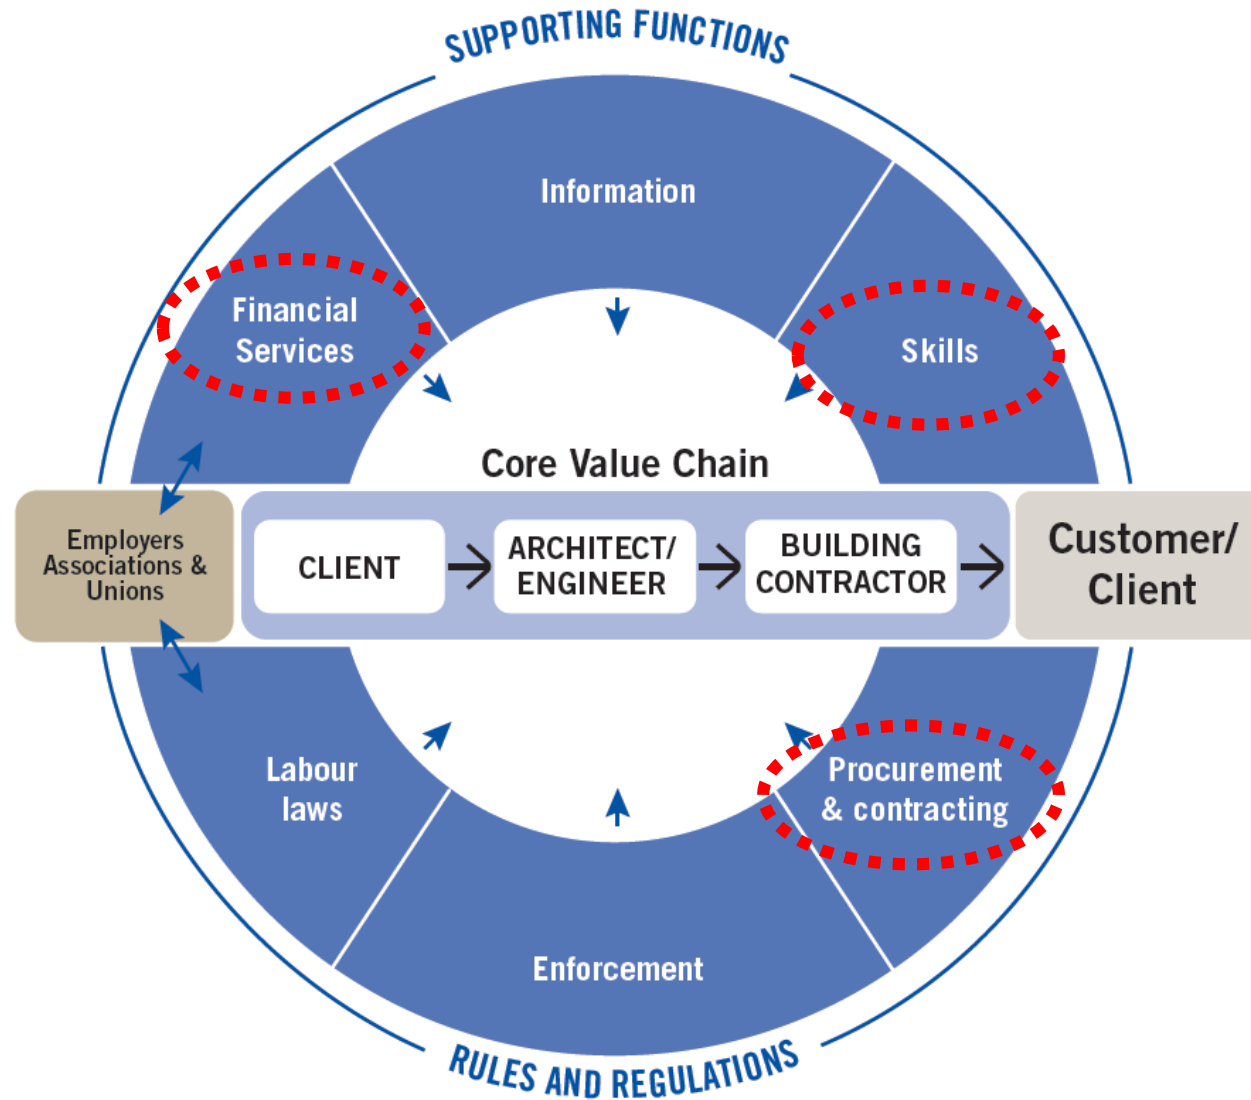 SUPPORTING FUNCTIONS
Information
Financial
Services
Skills
Core Value Chain
Employers
Associations &
Unions
CLIENT
ARCHITECT/
ENGINEER
BUILDING
CONTRACTOR
Customer/
Client
Labour
laws
Procurement
& contracting
Enforcement
RULES AND REGULATIONS